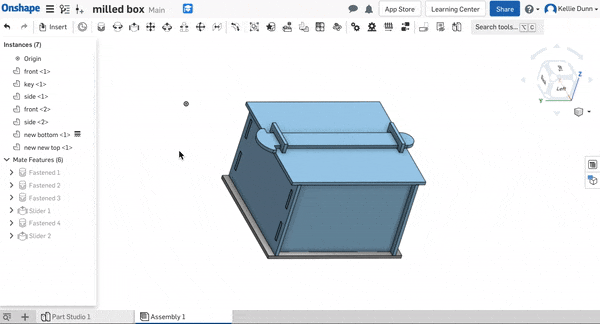 Onshape milled box Main App Store Learning Center Share ? Kellie Dunn
Insert Search tools... C
Instances (7)
Origin
front <1>
key <1>
side <1>
front <2>
side <2>
new bottom <1>
new new top <1>
Mate Features (6)
Fastened 1
Fastened 2
Fastened 3
Slider 1
Fastened 4
Slider 2
Z
Left
Y
Part Studio 1 Assembly 1